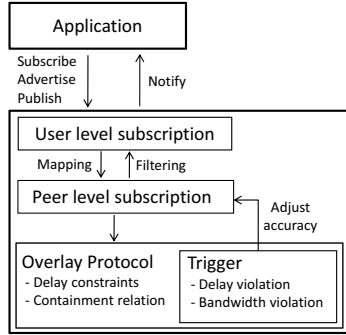 Application
Subscribe
Advertise
Publish
Notify
User level subscription
Mapping
Filtering
Peer level subscription
Adjust
accuracy
Overlay Protocol
- Delay constraints
- Containment relation
Trigger
- Delay violation
- Bandwidth violation